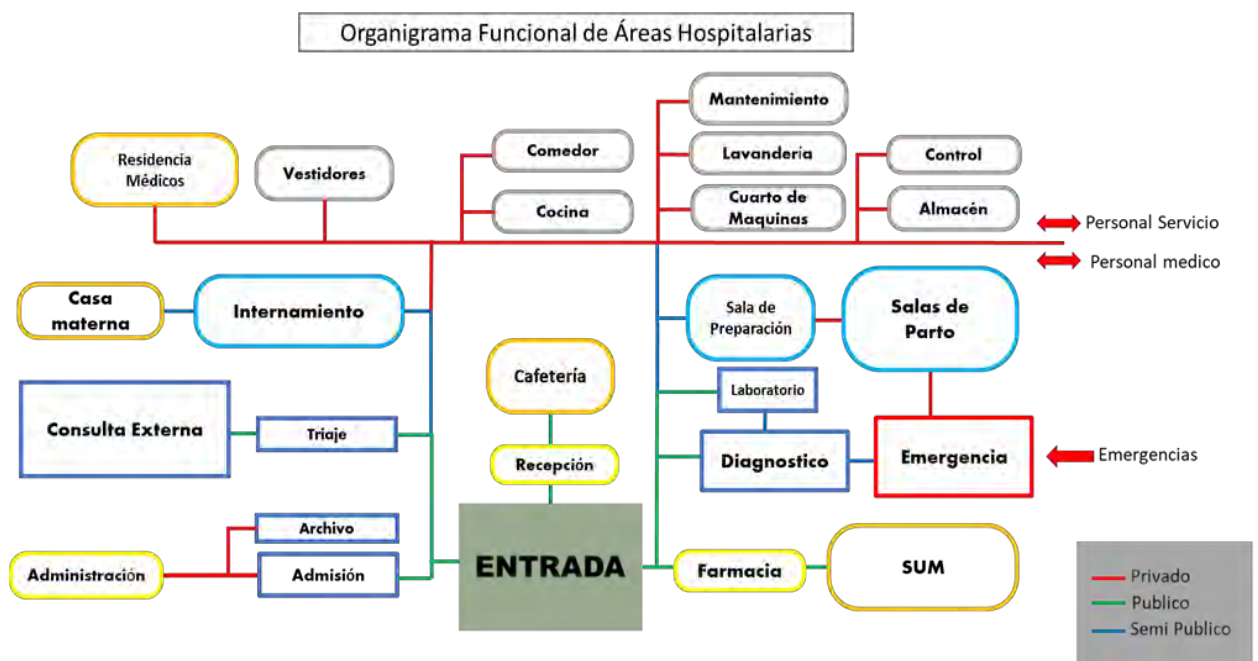 Organigrama Funcional de Áreas Hospitalarias
Mantenimiento
Residencia
Médicos
Vestidores
Comedor
Lavanderia
Control
Cocina
Cuarto de
Maquinas
Almacén
Personal Servicio
Personal medico
Casa
materna
Internamiento
Sala de
Preparación
Salas de
Parto
Cafetería
Laboratorio
Consulta Externa
Triaje
Recepción
Diagnostico
Emergencia
Emergencias
Archivo
Administración
Admisión
ENTRADA
Farmacia
SUM
Privado
Publico
Semi Publico